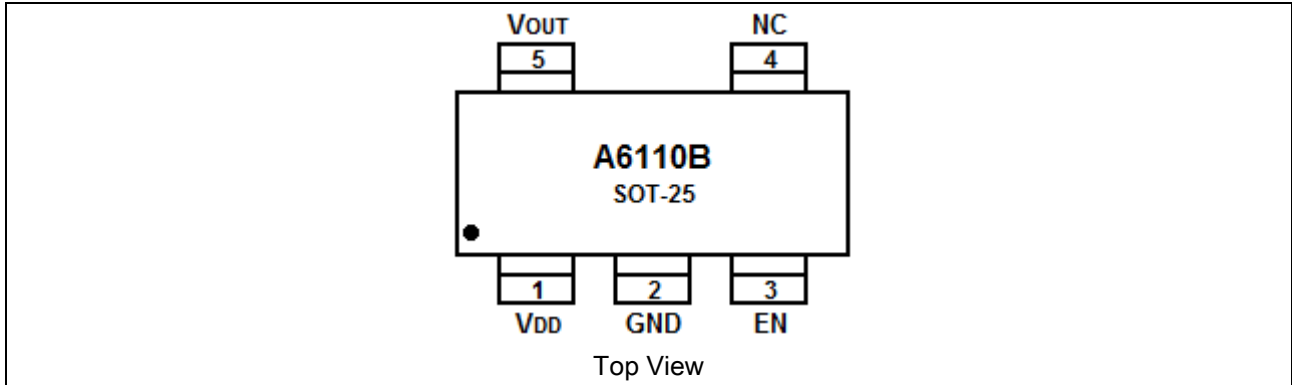 VOUT NC
5 4
A6110B
SOT-25
1 2 3
VDD GND EN
Top View